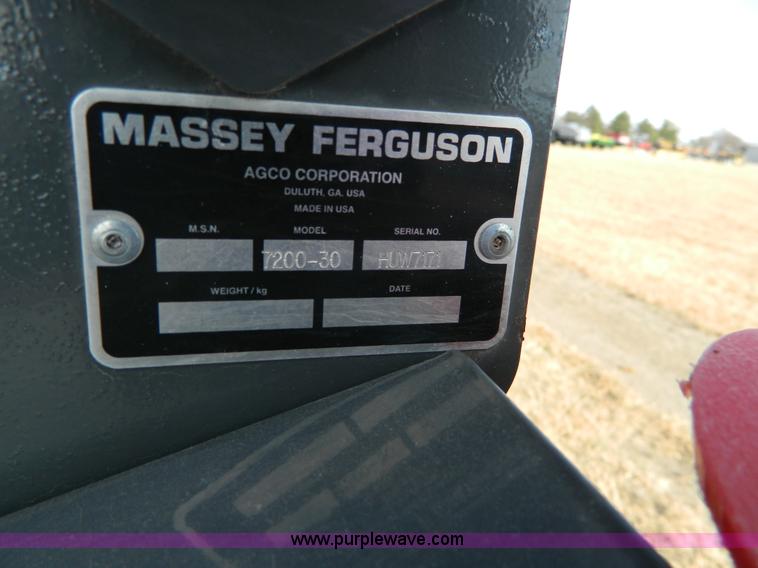 MASSEY FERGUSON
AGCO CORPORATION
DULUTH, GA. USA
MADE IN USA
M.S.N. MODEL SERIAL NO.
7200-30 HUW7171
WEIGHT / kg DATE
www.purplewave.com